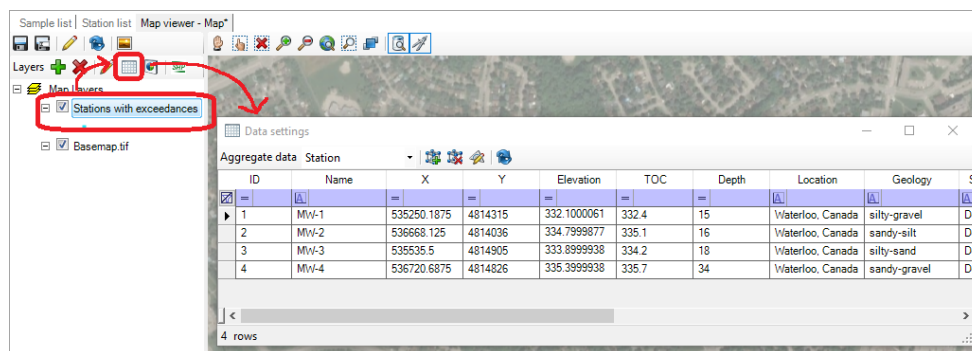 Sample list Station list Map viewer - Map*
Layers
Map Layers
Stations with exceedances
Basemap.tif
Data settings
Aggregate data Station
ID Name X Y Elevation TOC Depth Location Geology S
= A = = = = = A A A
1 MW-1 535250.1875 4814315 332.1000061 332.4 15 Waterloo, Canada silty-gravel D
2 MW-2 536668.125 4814036 334.7999877 335.1 16 Waterloo, Canada sandy-silt D
3 MW-3 535535.5 4814905 333.8999938 334.2 18 Waterloo, Canada silty-sand D
4 MW-4 536720.6875 4814826 335.3999938 335.7 34 Waterloo, Canada sandy-gravel D
4 rows